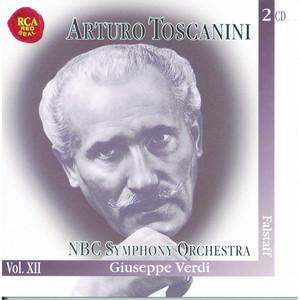 RCA
RED SEAL
ARTURO TOSCANINI
2 CD
NBC SYMPHONY ORCHESTRA
Falstaff
Vol. XII
Giuseppe Verdi